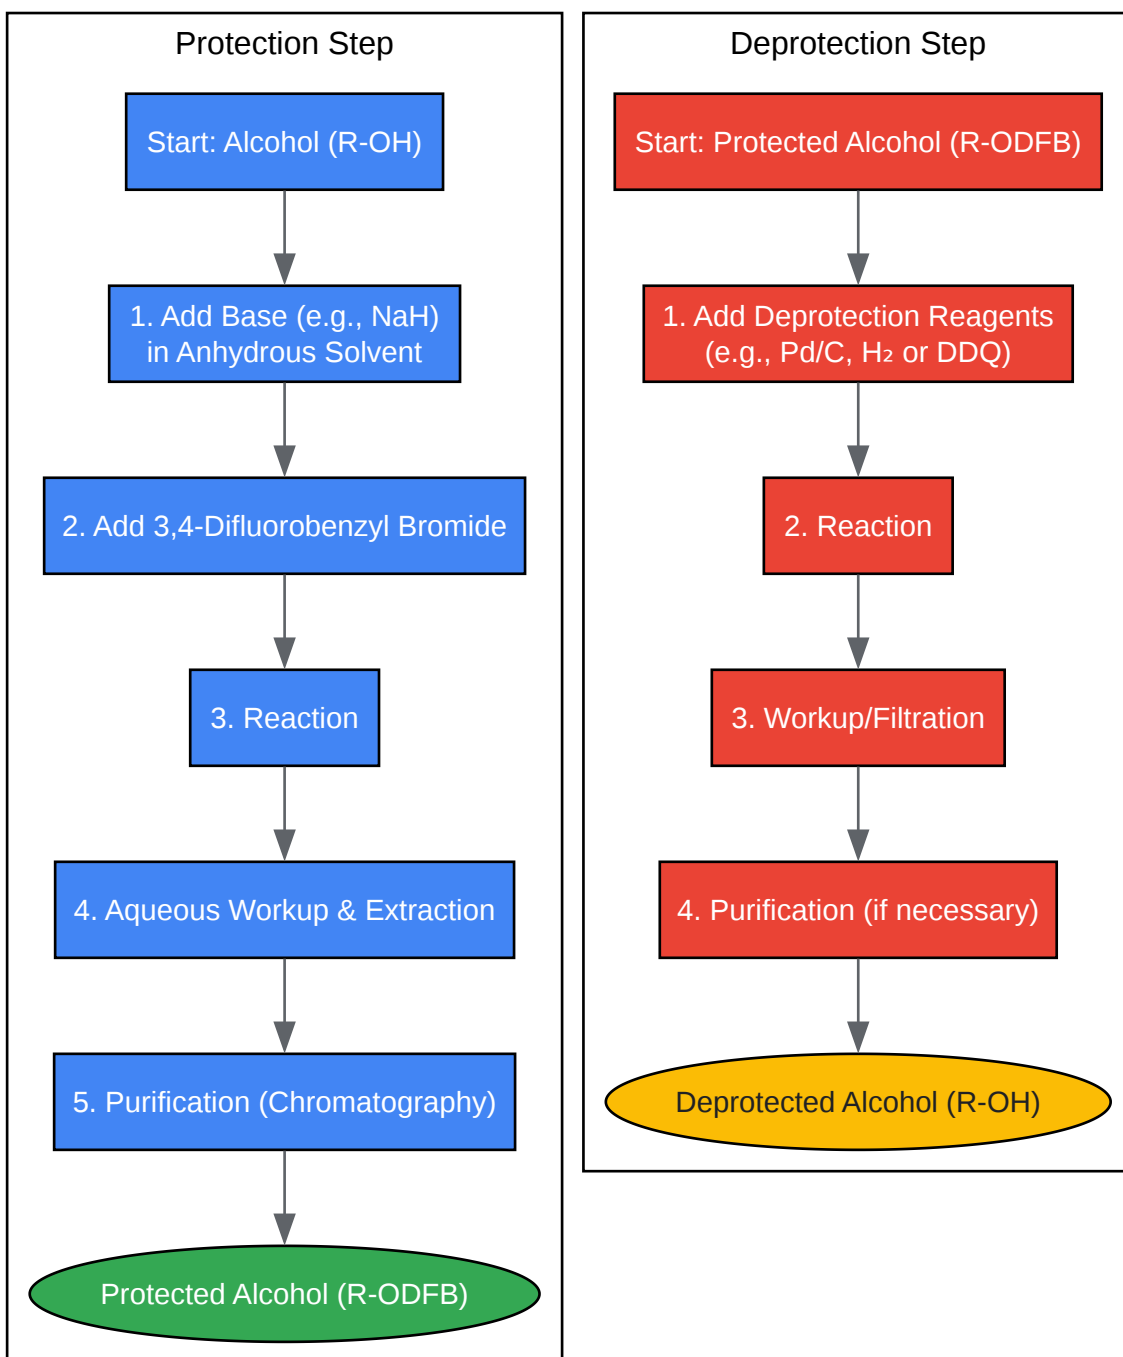 Protection Step
Start: Alcohol (R-OH)
1. Add Base (e.g., NaH)
in Anhydrous Solvent
2. Add 3,4-Difluorobenzyl Bromide
3. Reaction
4. Aqueous Workup & Extraction
5. Purification (Chromatography)
Protected Alcohol (R-ODFB)
Deprotection Step
Start: Protected Alcohol (R-ODFB)
1. Add Deprotection Reagents
(e.g., Pd/C, H₂ or DDQ)
2. Reaction
3. Workup/Filtration
4. Purification (if necessary)
Deprotected Alcohol (R-OH)